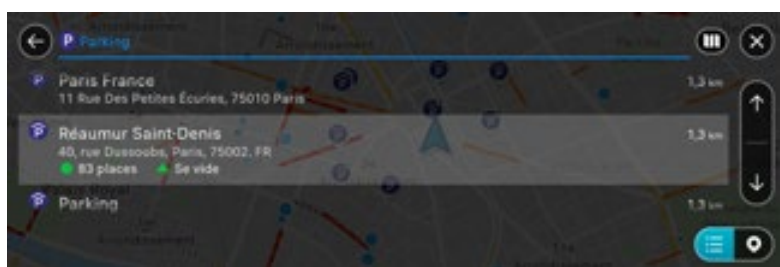 P Parking
P Paris France 1,3 km
11 Rue Des Petites Écuries, 75010 Paris
P Réaumur Saint-Denis 1,3 km
40, rue Dussoubs, Paris, 75002, FR
83 places Se vide
P Parking 1,3 km
Arrondissement